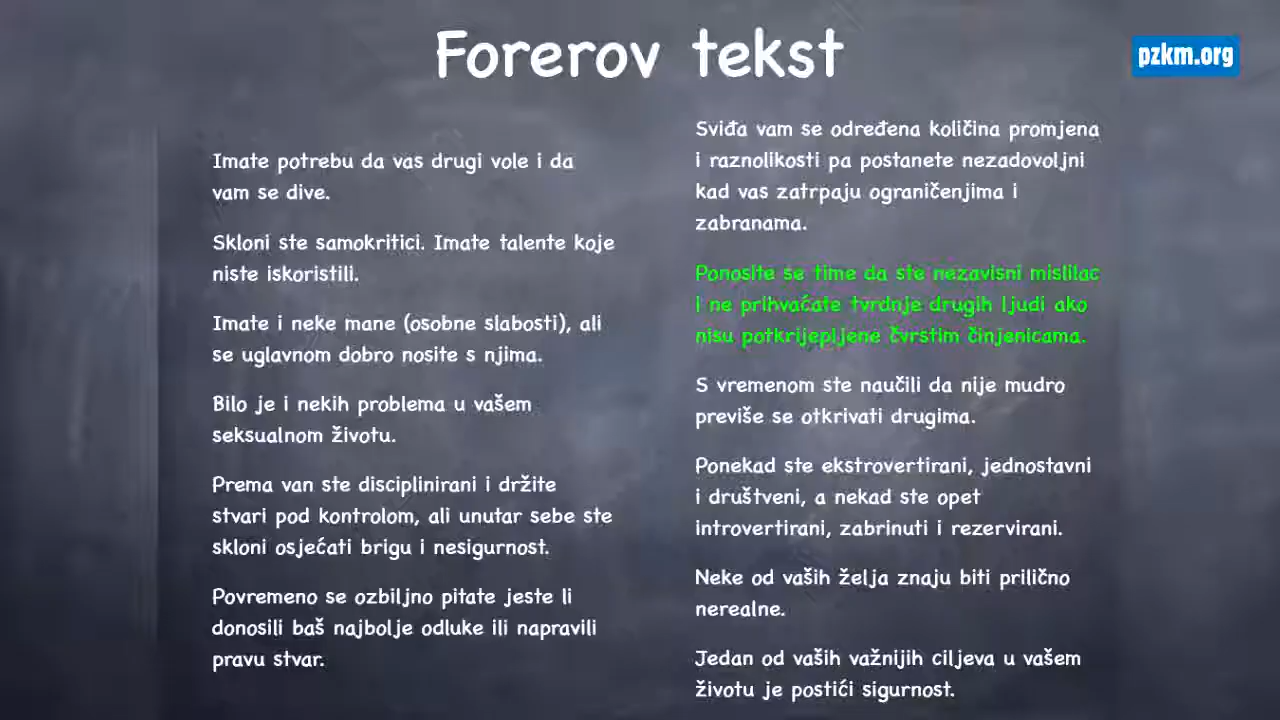 Forerov tekst
pzkm.org
Imate potrebu da vas drugi vole i da
vam se dive.
Skloni ste samokritici. Imate talente koje
niste iskoristili.
Imate i neke mane (osobne slabosti), ali
se uglavnom dobro nosite s njima.
Bilo je i nekih problema u vašem
seksualnom životu.
Prema van ste disciplinirani i držite
stvari pod kontrolom, ali unutar sebe ste
skloni osjećati brigu i nesigurnost.
Povremeno se ozbiljno pitate jeste li
donosili baš najbolje odluke ili napravili
pravu stvar.
Sviđa vam se određena količina promjena
i raznolikosti pa postanete nezadovoljni
kad vas zatrpaju ograničenjima i
zabranama.
Ponosite se time da ste nezavisni mislilac
i ne prihvaćate tvrdnje drugih ljudi ako
nisu potkrijepljene čvrstim činjenicama.
S vremenom ste naučili da nije mudro
previše se otkrivati drugima.
Ponekad ste ekstrovertirani, jednostavni
i društveni, a nekad ste opet
introvertirani, zabrinuti i rezervirani.
Neke od vaših želja znaju biti prilično
nerealne.
Jedan od vaših važnijih ciljeva u vašem
životu je postići sigurnost.